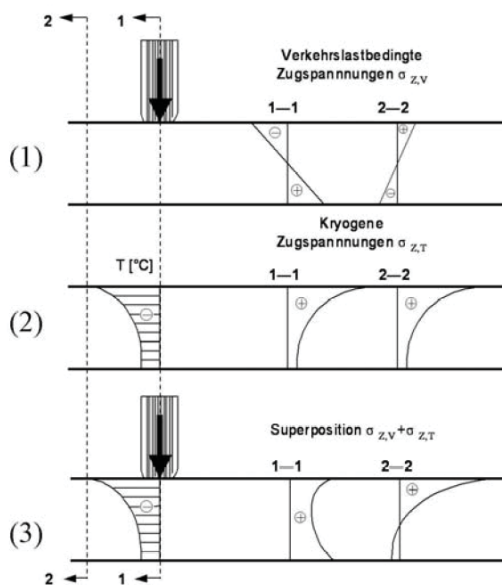 2 1
Verkehrslastbedingte
Zugspannnungen σ Z,V
1—1 2—2
(1)
⊖ ⊕
⊕ ⊖
Kryogene
Zugspannnungen σ Z,T
T [°C]
1—1 2—2
(2)
⊖ ⊕ ⊕
Superposition σ Z,V+σ Z,T
1—1 2—2
(3)
⊖ ⊕ ⊕
2 1